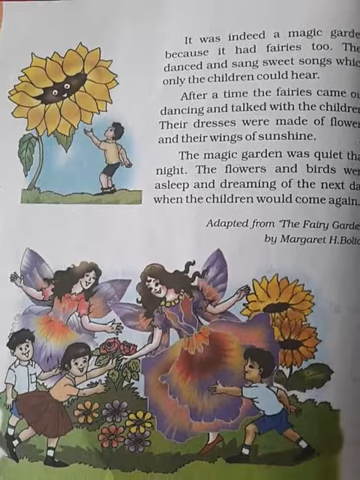 It was indeed a magic garde
because it had fairies too. The
danced and sang sweet songs whic
only the children could hear.
After a time the fairies came ou
dancing and talked with the childre
Their dresses were made of flowe
and their wings of sunshine.
The magic garden was quiet tha
night. The flowers and birds wer
asleep and dreaming of the next da
when the children would come again.
Adapted from 'The Fairy Garde
by Margaret H.Bolto